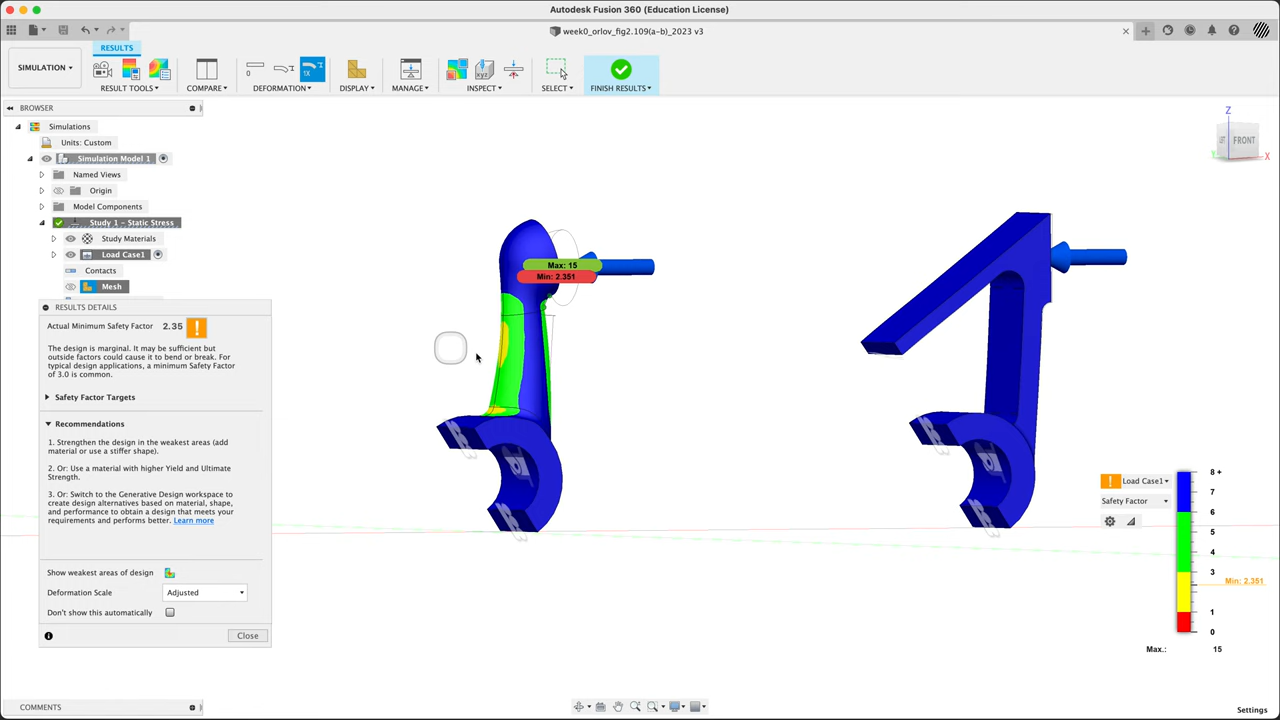 Autodesk Fusion 360 (Education License)
week0_orlov_fig2.109(a-b)_2023 v3
RESULTS
SIMULATION
RESULT TOOLS
COMPARE
DEFORMATION
DISPLAY
MANAGE
INSPECT
SELECT
FINISH RESULTS
BROWSER
Simulations
Units: Custom
Simulation Model 1
Named Views
Origin
Model Components
Study 1 - Static Stress
Study Materials
Load Case1
Contacts
Mesh
RESULTS DETAILS
Actual Minimum Safety Factor 2.35
The design is marginal. It may be sufficient but
outside factors could cause it to bend or break. For
typical design applications, a minimum Safety Factor
of 3.0 is common.
Safety Factor Targets
Recommendations
1. Strengthen the design in the weakest areas (add
material or use a stiffer shape).
2. Or: Use a material with higher Yield and Ultimate
Strength.
3. Or: Switch to the Generative Design workspace to
create design alternatives based on material, shape,
and performance to obtain a design that meets your
requirements and performs better. Learn more
Show weakest areas of design
Deformation Scale Adjusted
Don't show this automatically
Close
Max: 15
Min: 2.351
Z
FRONT
X
Load Case1
Safety Factor
8 +
7
6
5
4
3
Min: 2.351
1
0
Max.: 15
COMMENTS
Settings